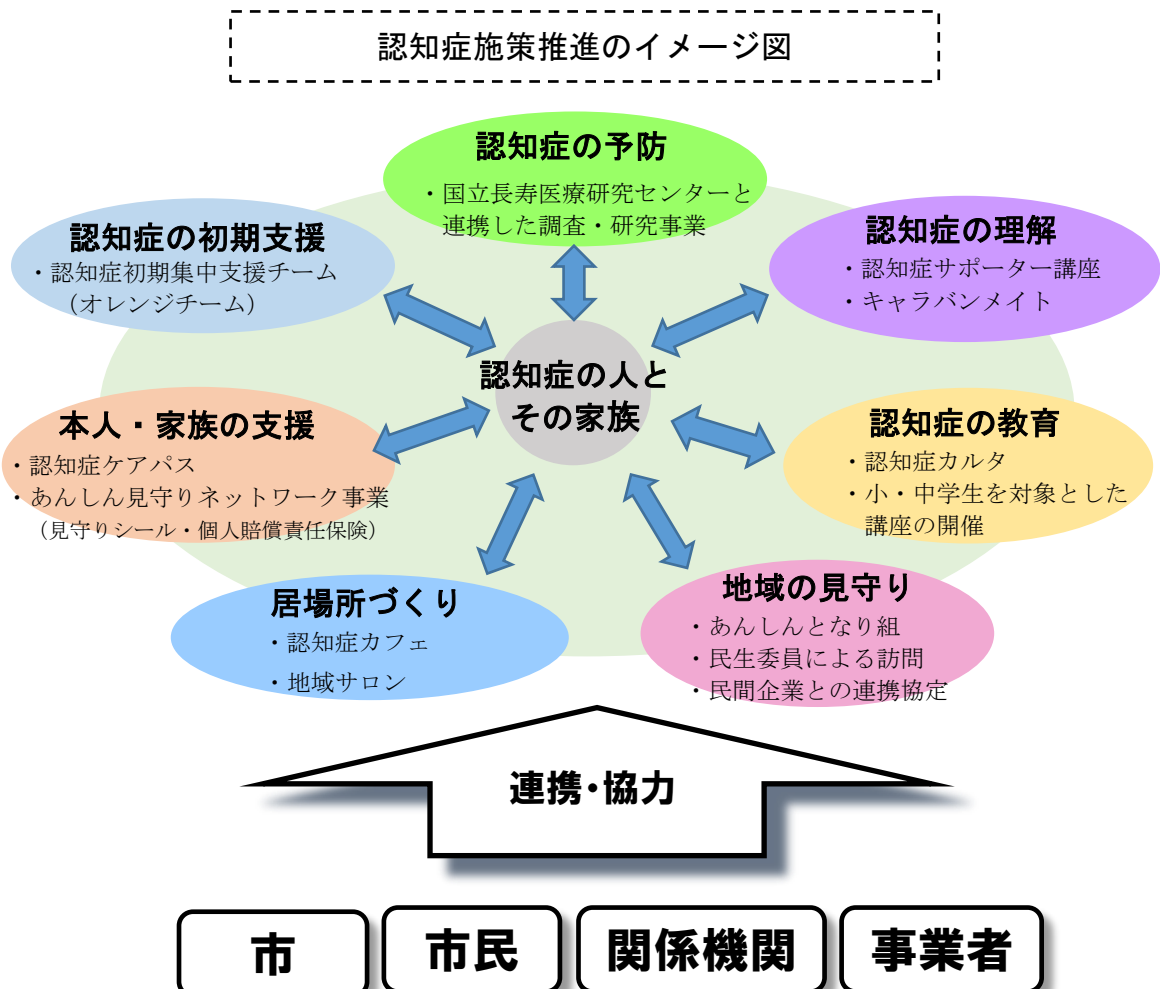 認知症施策推進のイメージ図
認知症の予防
・国立長寿医療研究センターと
連携した調査・研究事業
認知症の初期支援
・認知症初期集中支援チーム
（オレンジチーム）
認知症の理解
・認知症サポーター講座
・キャラバンメイト
認知症の人と
その家族
本人・家族の支援
・認知症ケアパス
・あんしん見守りネットワーク事業
（見守りシール・個人賠償責任保険）
認知症の教育
・認知症カルタ
・小・中学生を対象とした
講座の開催
居場所づくり
・認知症カフェ
・地域サロン
地域の見守り
・あんしんとなり組
・民生委員による訪問
・民間企業との連携協定
連携・協力
市
市民
関係機関
事業者